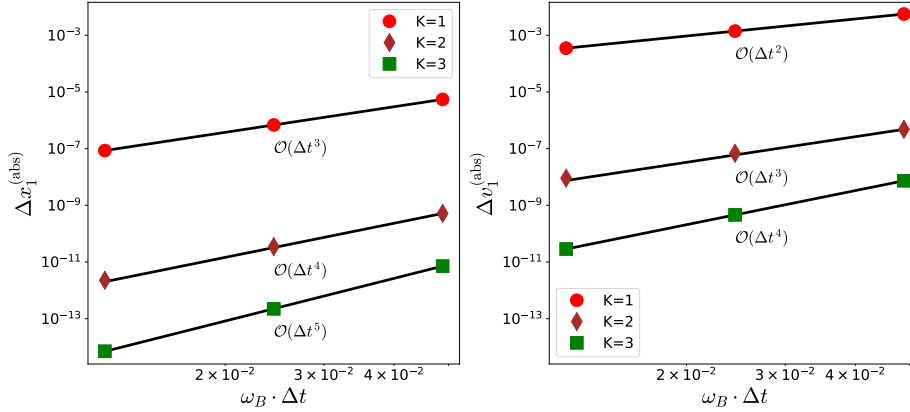 10⁻³
10⁻⁵
10⁻⁷
10⁻⁹
10⁻¹¹
10⁻¹³
Δx₁^(abs)
K=1
K=2
K=3
𝒪(Δt³)
𝒪(Δt⁴)
𝒪(Δt⁵)
2 × 10⁻²
3 × 10⁻²
4 × 10⁻²
ω_B · Δt
10⁻³
10⁻⁵
10⁻⁷
10⁻⁹
10⁻¹¹
10⁻¹³
Δv₁^(abs)
𝒪(Δt²)
𝒪(Δt³)
𝒪(Δt⁴)
K=1
K=2
K=3
2 × 10⁻²
3 × 10⁻²
4 × 10⁻²
ω_B · Δt